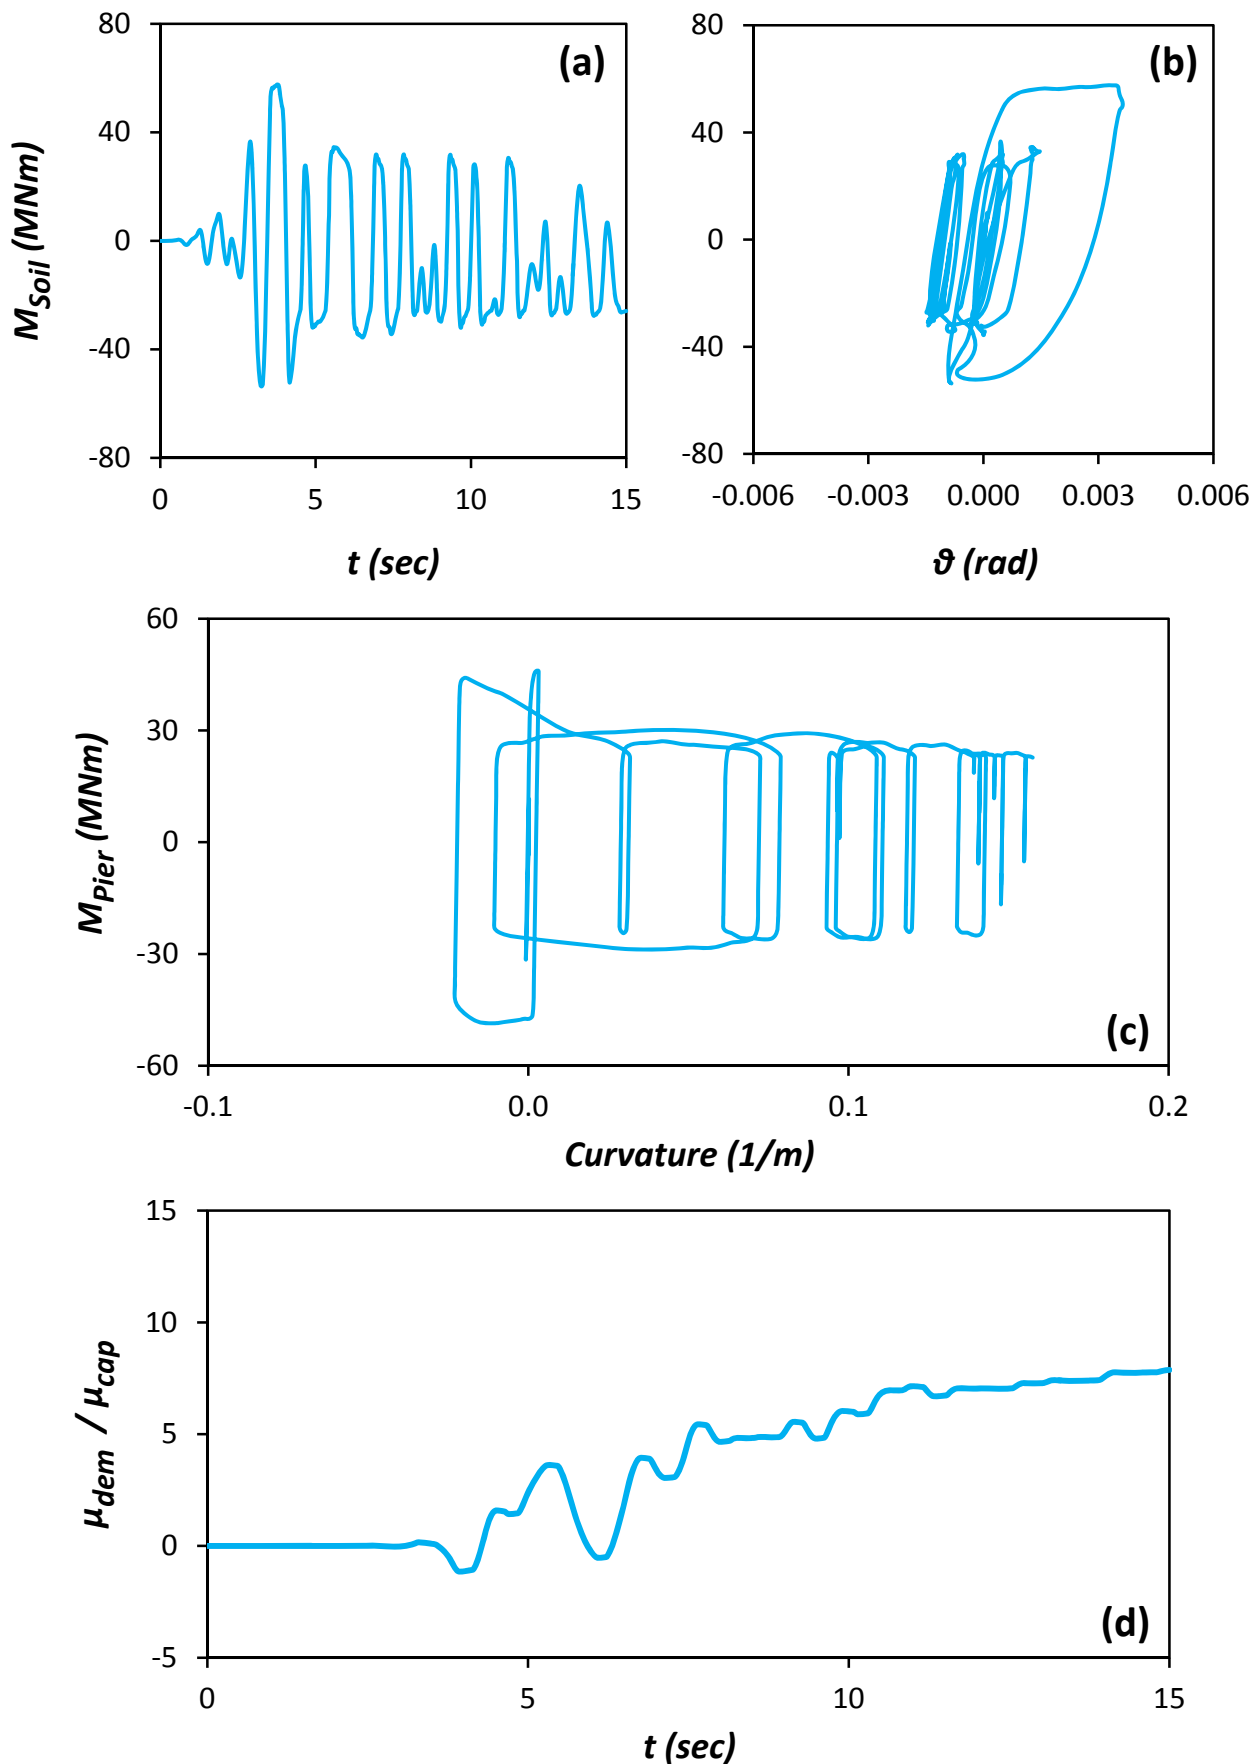 80
40
0
-40
-80
M_Soil (MNm)
(a)
0 5 10 15
t (sec)
80
40
0
-40
-80
(b)
-0.006 -0.003 0.000 0.003 0.006
ϑ (rad)
60
30
0
-30
-60
M_Pier (MNm)
(c)
-0.1 0.0 0.1 0.2
Curvature (1/m)
15
10
5
0
-5
μ_dem / μ_cap
(d)
0 5 10 15
t (sec)